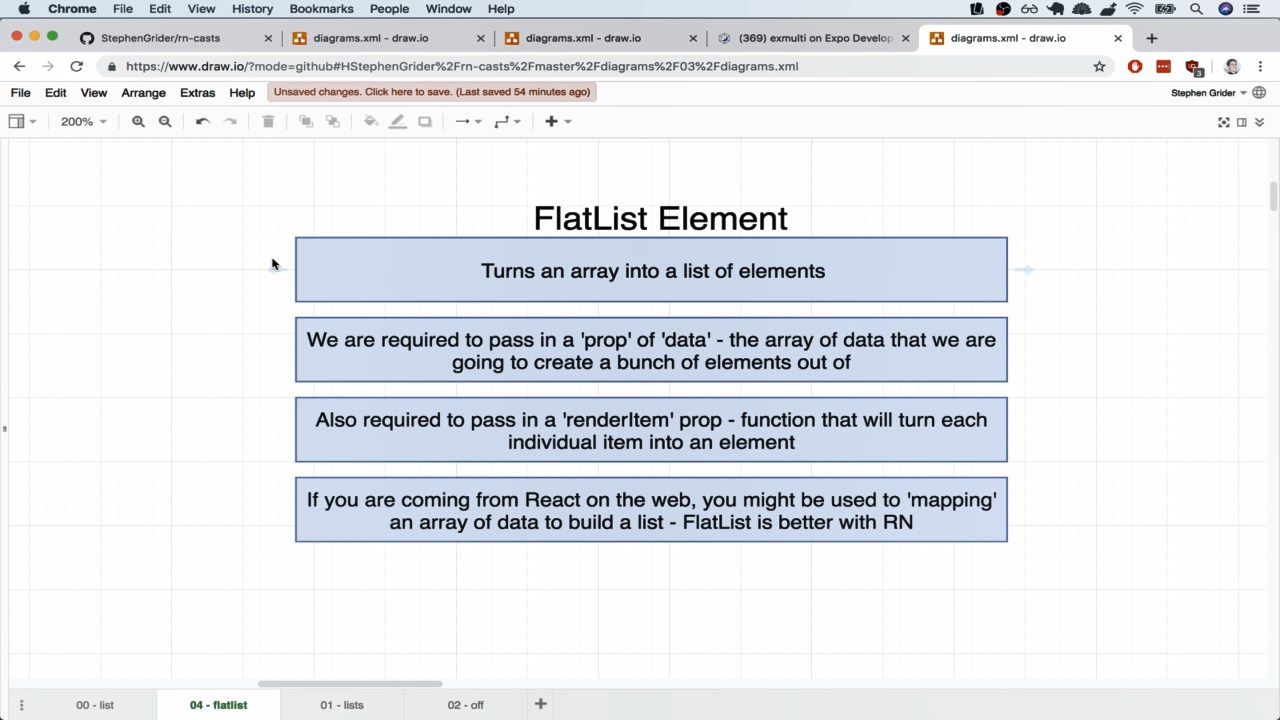 Chrome File Edit View History Bookmarks People Window Help
StephenGrider/rn-casts
diagrams.xml - draw.io
diagrams.xml - draw.io
(369) exmulti on Expo Develop
diagrams.xml - draw.io
https://www.draw.io/?mode=github#HStephenGrider%2Frn-casts%2Fmaster%2Fdiagrams%2F03%2Fdiagrams.xml
3
File Edit View Arrange Extras Help
Unsaved changes. Click here to save. (Last saved 54 minutes ago)
Stephen Grider
200%
FlatList Element
Turns an array into a list of elements
We are required to pass in a 'prop' of 'data' - the array of data that we are
going to create a bunch of elements out of
Also required to pass in a 'renderItem' prop - function that will turn each
individual item into an element
If you are coming from React on the web, you might be used to 'mapping'
an array of data to build a list - FlatList is better with RN
00 - list
04 - flatlist
01 - lists
02 - off